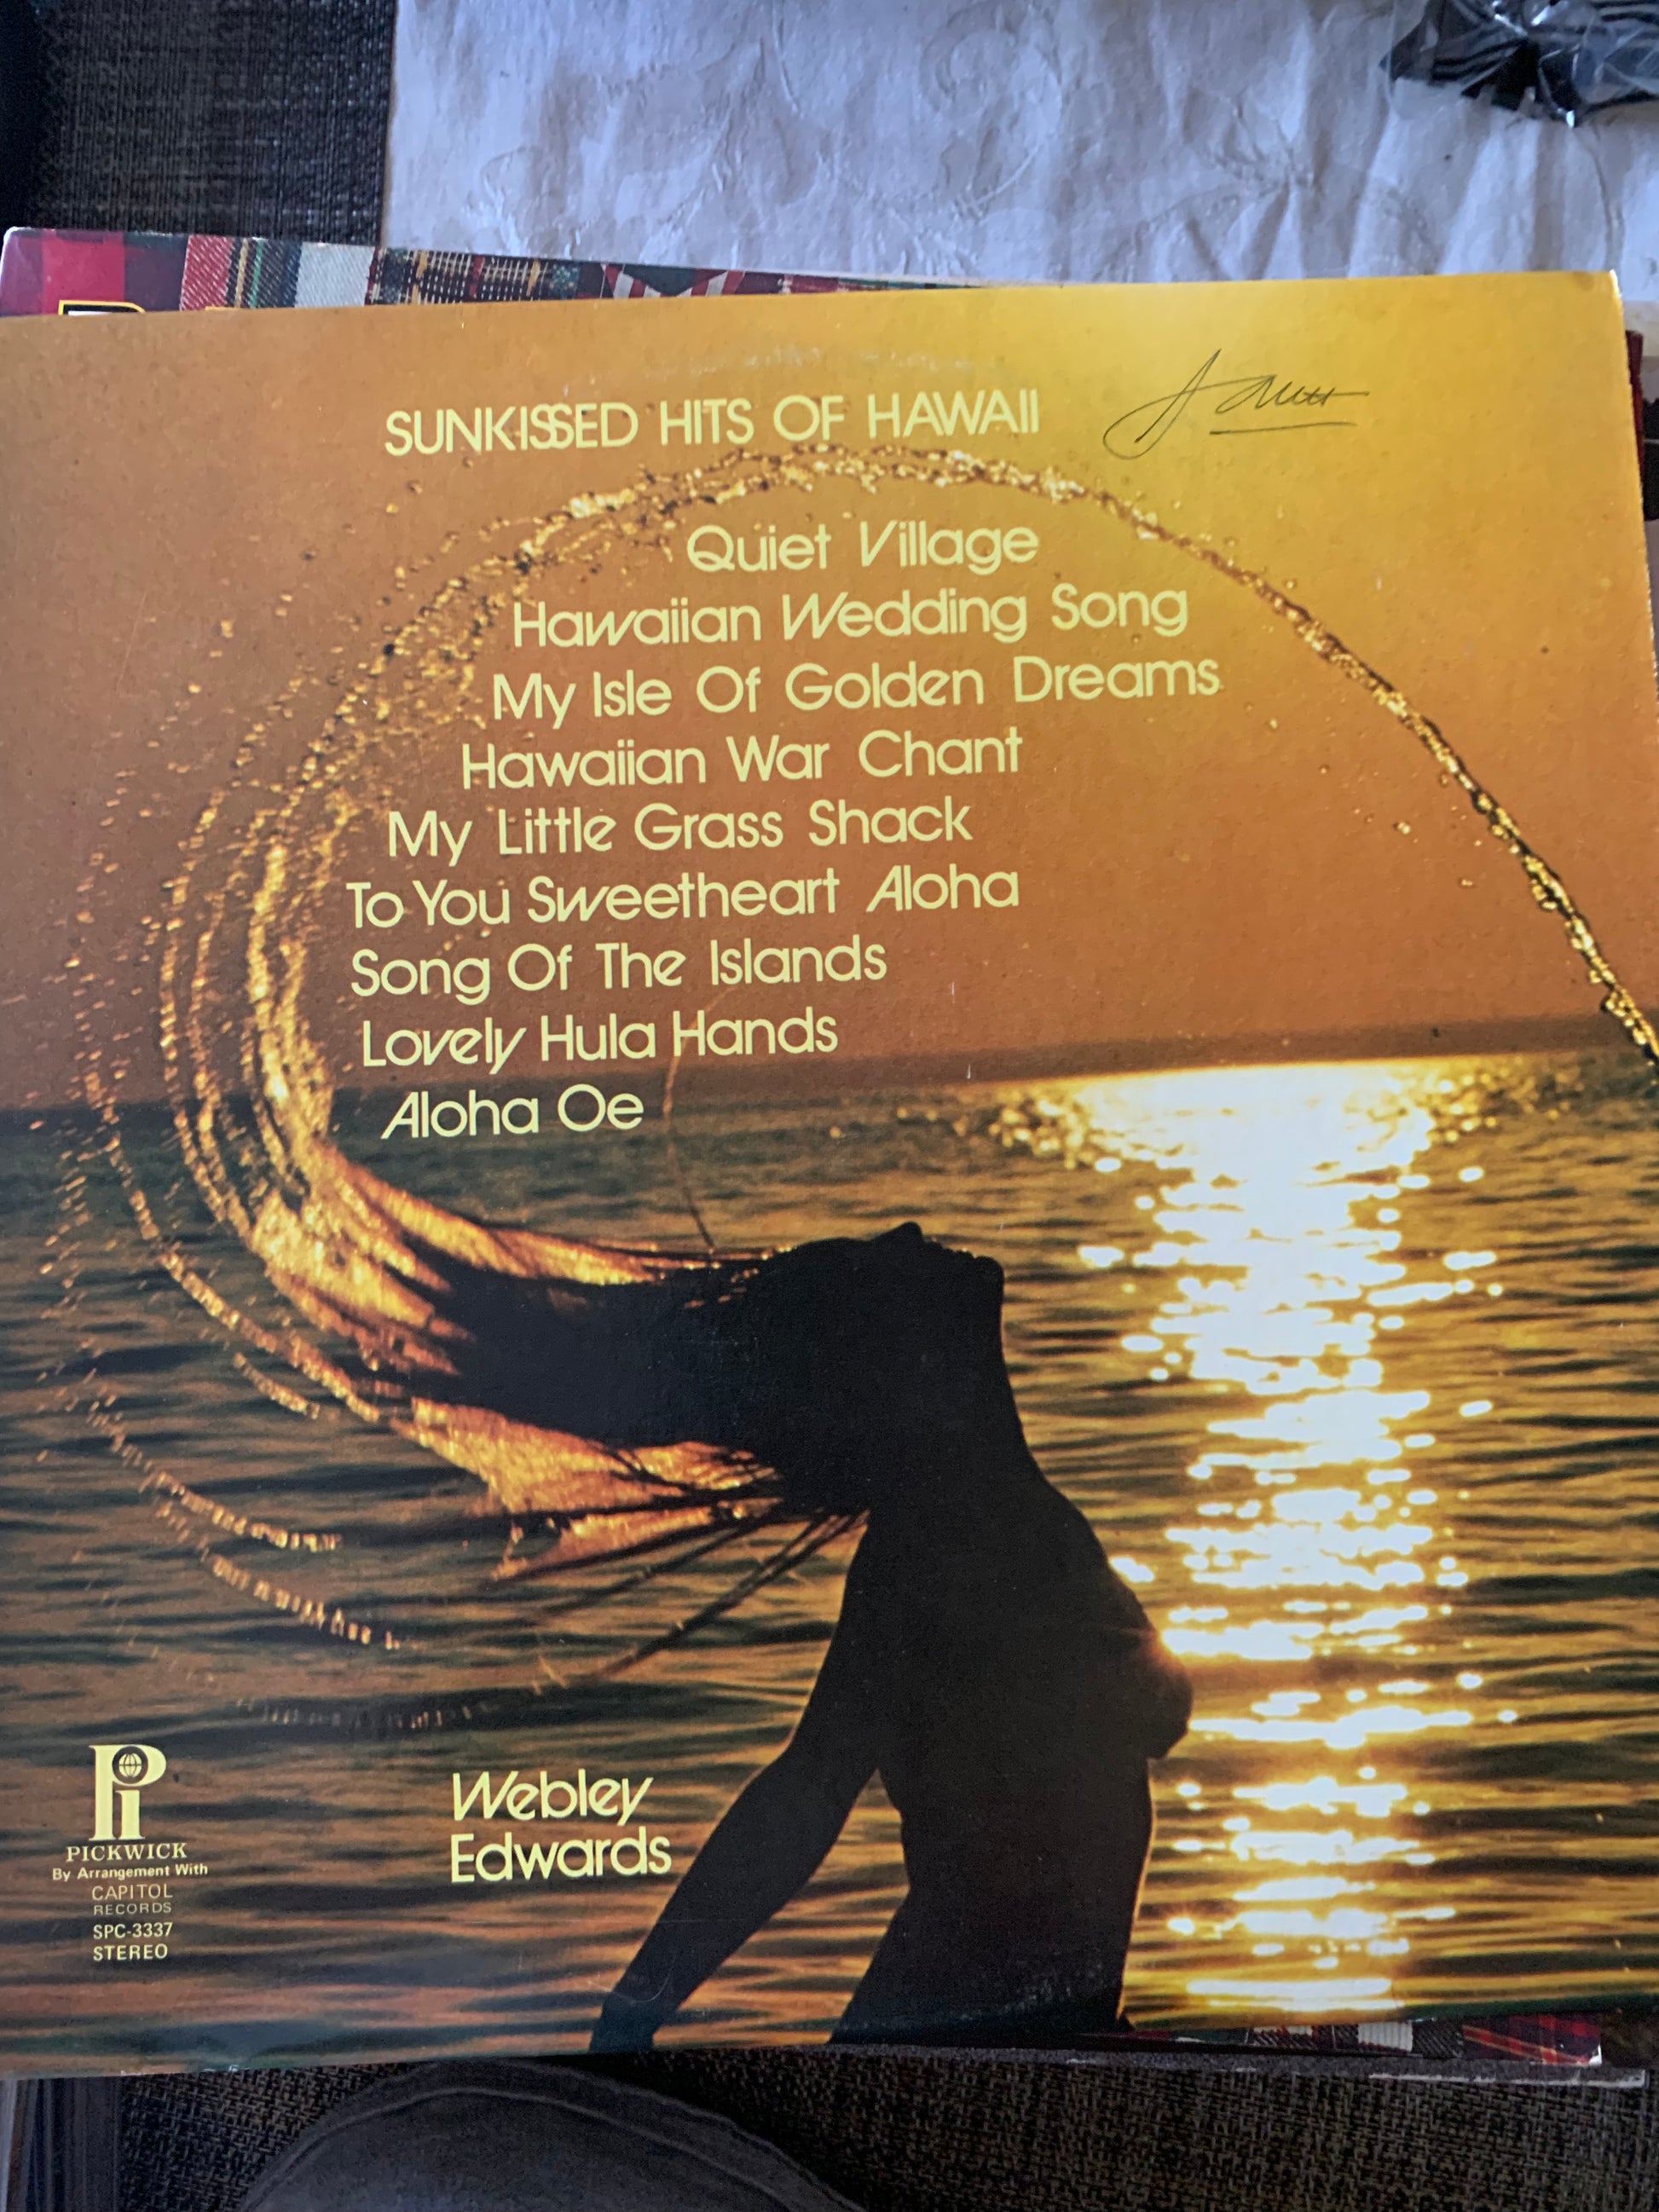 SUNKISSED HITS OF HAWAII
Quiet Village
Hawaiian Wedding Song
My Isle Of Golden Dreams
Hawaiian War Chant
My Little Grass Shack
To You Sweetheart Aloha
Song Of The Islands
Lovely Hula Hands
Aloha Oe
Webley
Edwards
PICKWICK
By Arrangement With
CAPITOL
RECORDS
SPC-3337
STEREO